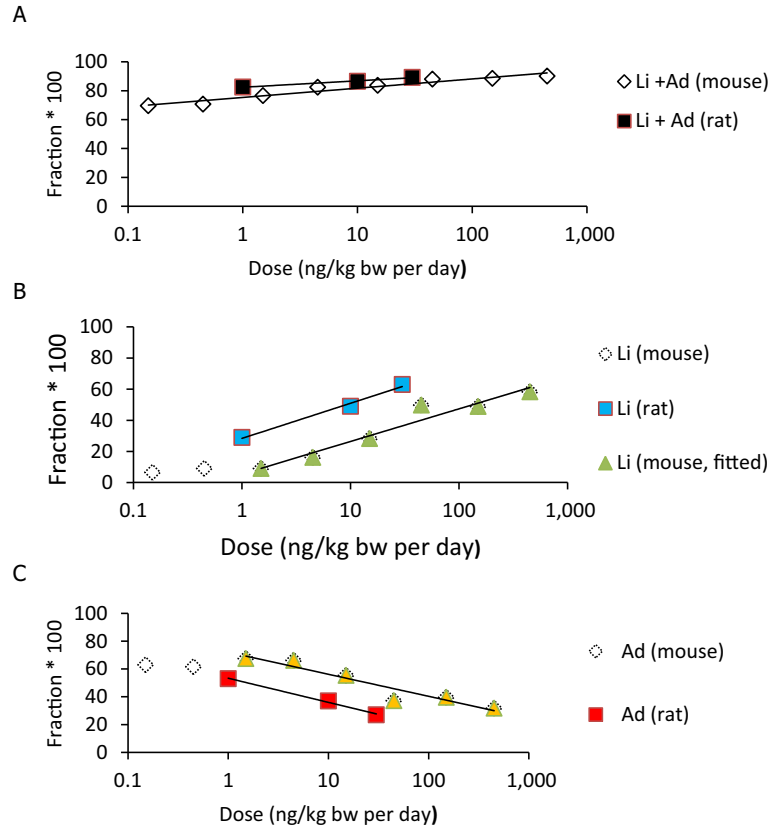 A
Fraction * 100
100
80
60
40
20
0
0.1 1 10 100 1,000
Dose (ng/kg bw per day)
Li +Ad (mouse)
Li + Ad (rat)
B
Fraction * 100
100
80
60
40
20
0
0.1 1 10 100 1,000
Dose (ng/kg bw per day)
Li (mouse)
Li (rat)
Li (mouse, fitted)
C
Fraction * 100
100
80
60
40
20
0
0.1 1 10 100 1,000
Dose (ng/kg bw per day)
Ad (mouse)
Ad (rat)